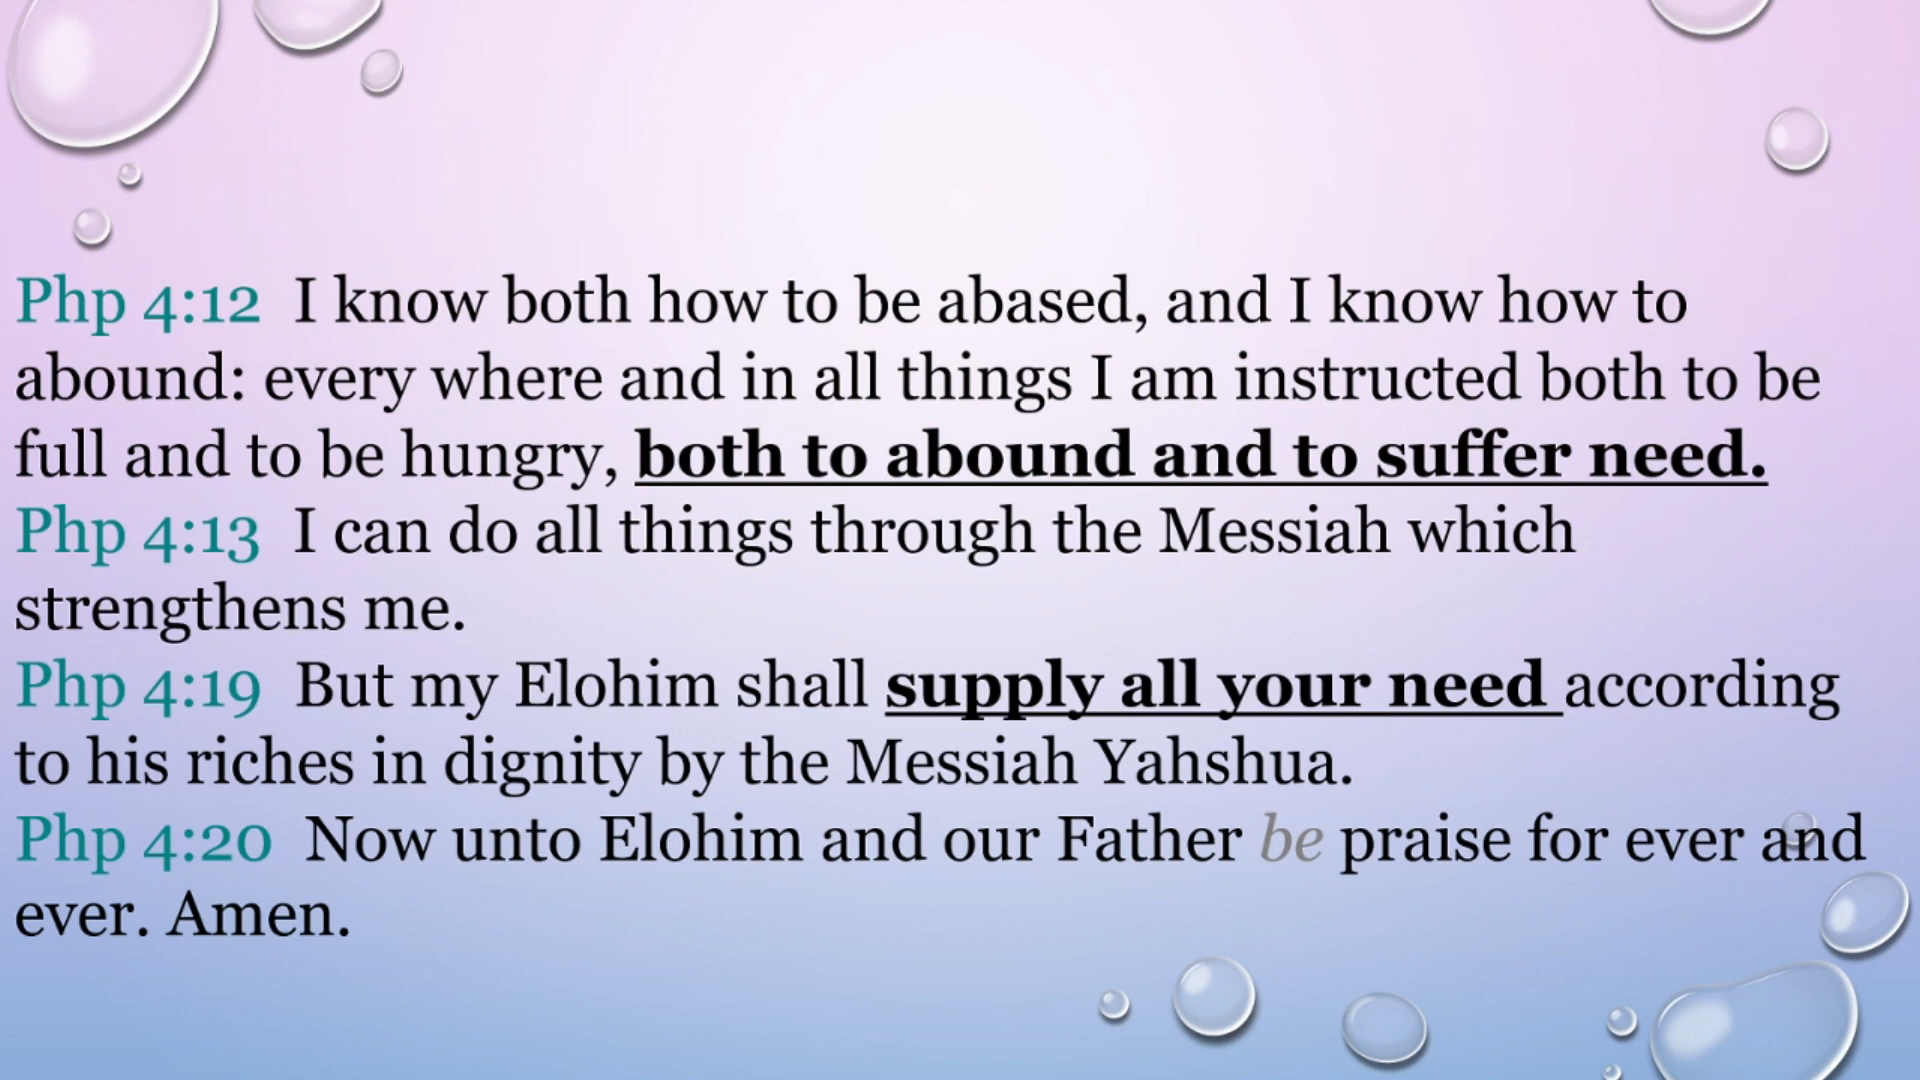 Php 4:12 I know both how to be abased, and I know how to
abound: every where and in all things I am instructed both to be
full and to be hungry, both to abound and to suffer need.
Php 4:13 I can do all things through the Messiah which
strengthens me.
Php 4:19 But my Elohim shall supply all your need according
to his riches in dignity by the Messiah Yahshua.
Php 4:20 Now unto Elohim and our Father be praise for ever and
ever. Amen.